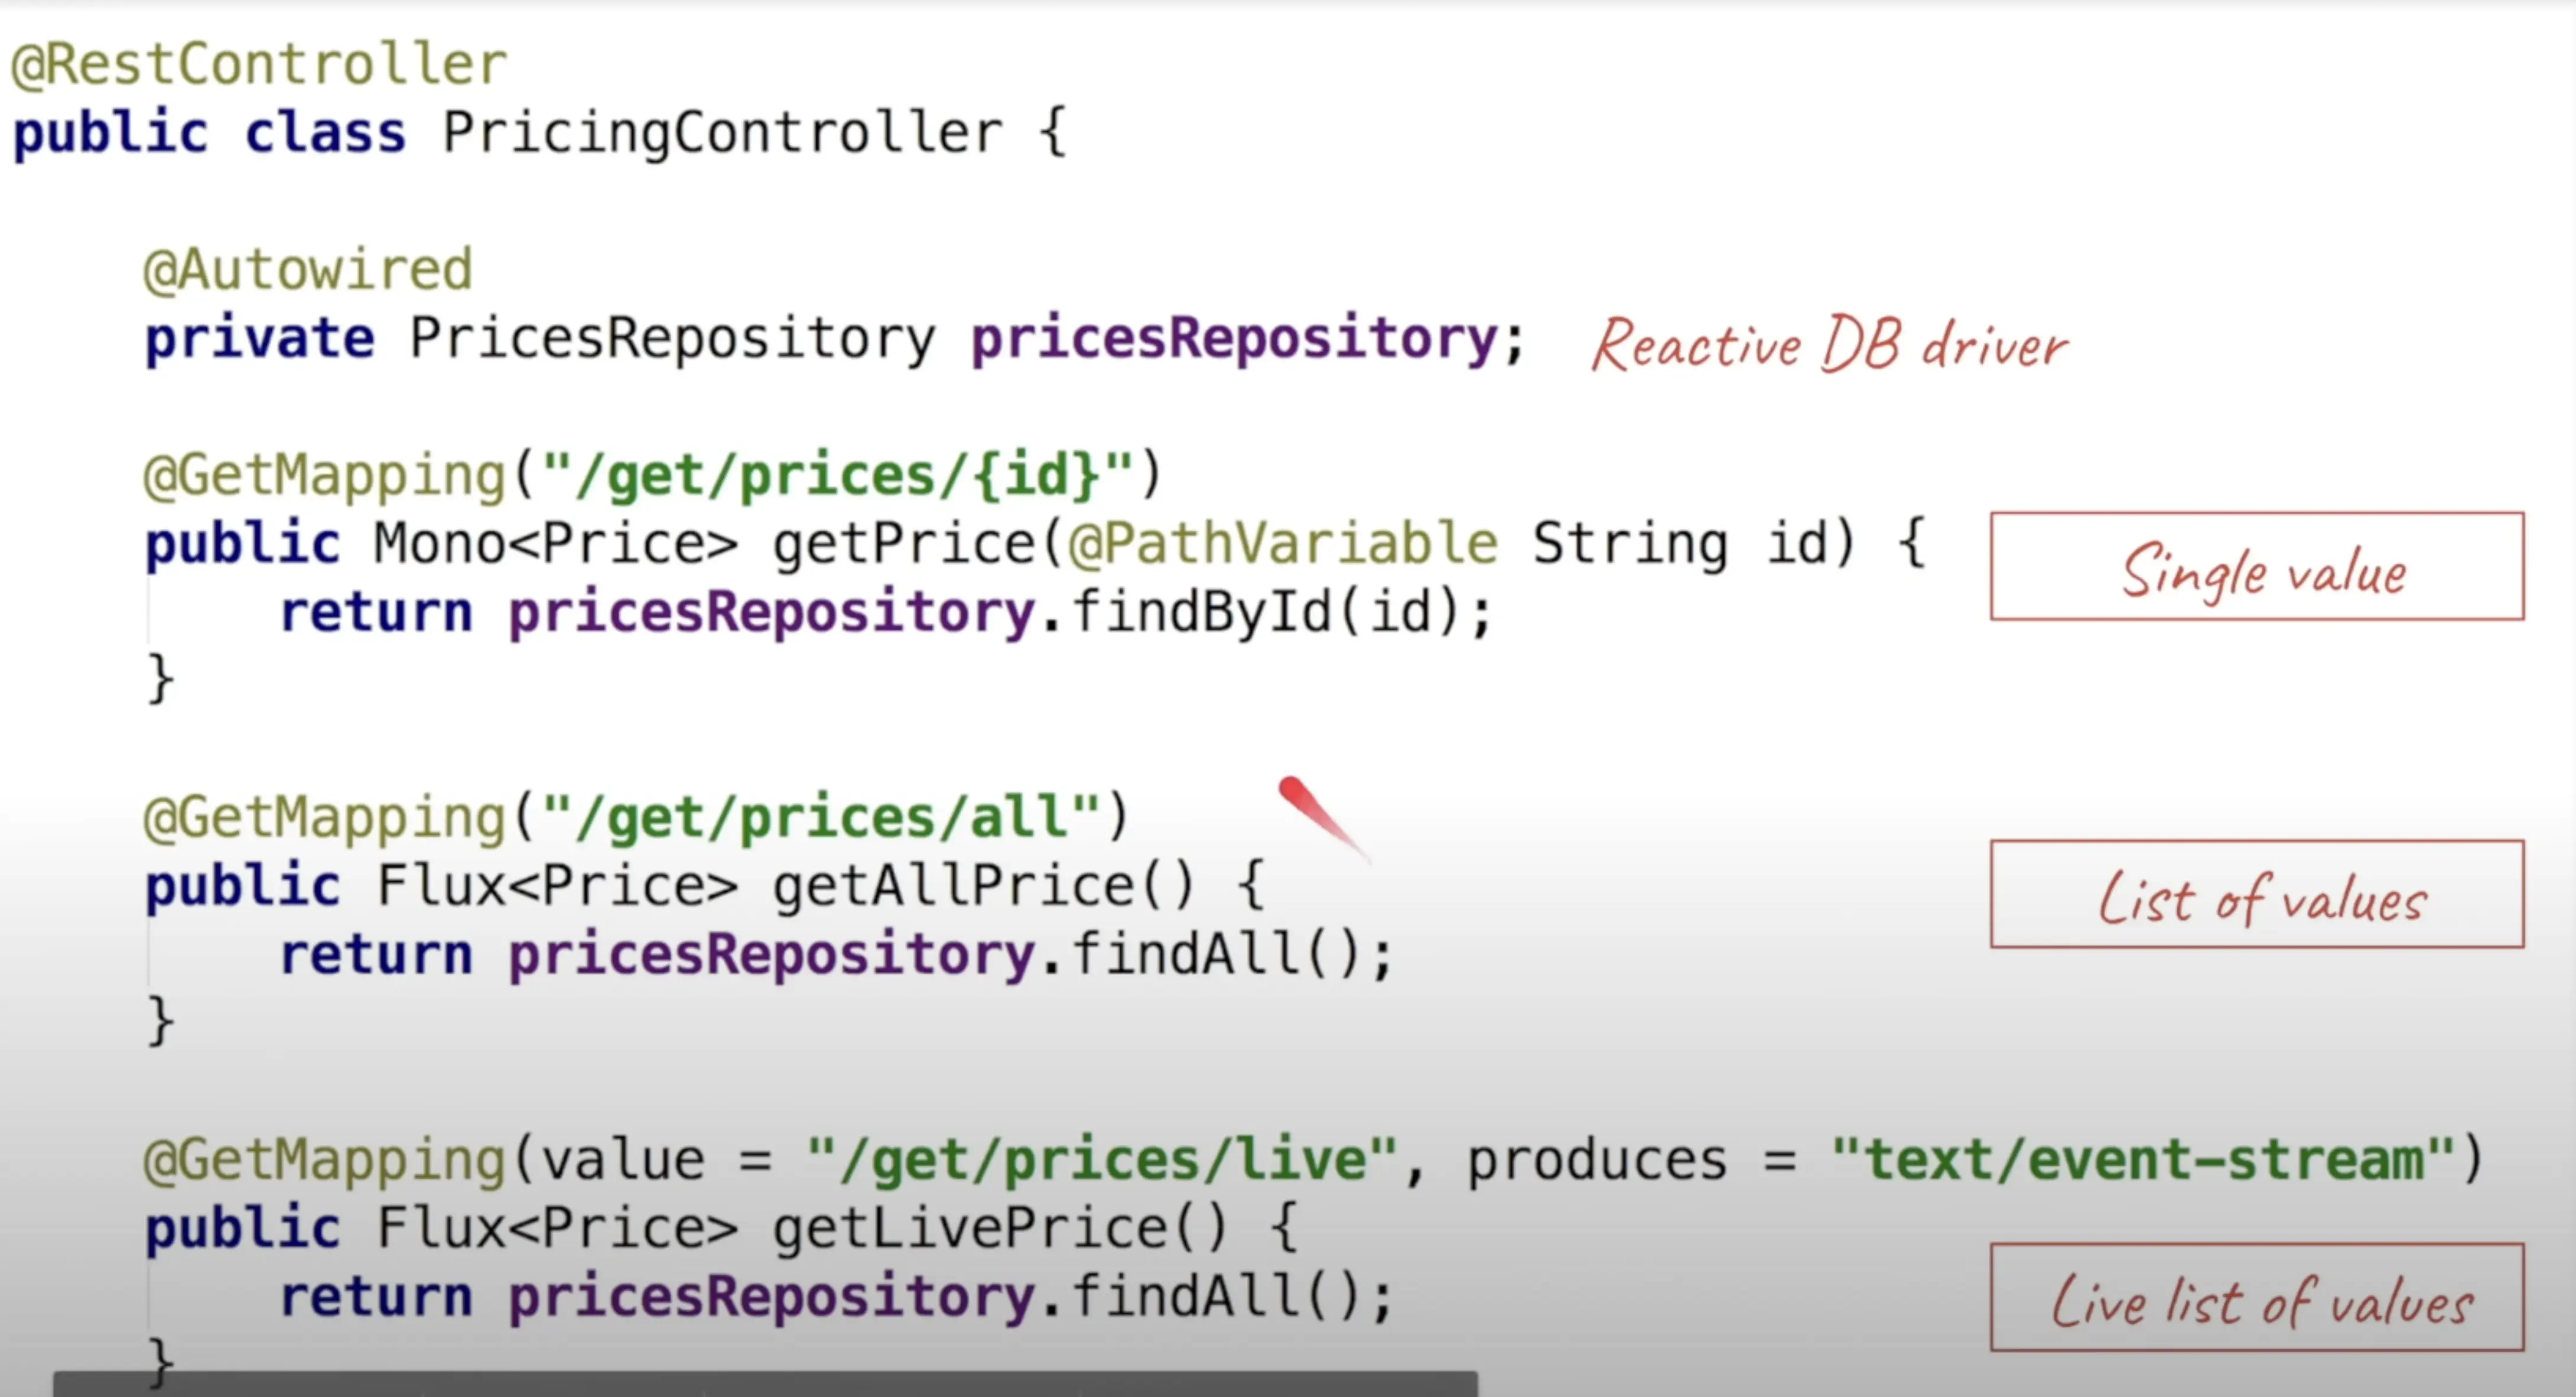 @RestController
public class PricingController {
@Autowired
private PricesRepository pricesRepository; Reactive DB driver
@GetMapping("/get/prices/{id}")
public Mono<Price> getPrice(@PathVariable String id) {
Single value
return pricesRepository.findById(id);
}
@GetMapping("/get/prices/all")
public Flux<Price> getAllPrice() {
List of values
return pricesRepository.findAll();
}
@GetMapping(value = "/get/prices/live", produces = "text/event-stream")
public Flux<Price> getLivePrice() {
Live list of values
return pricesRepository.findAll();
}